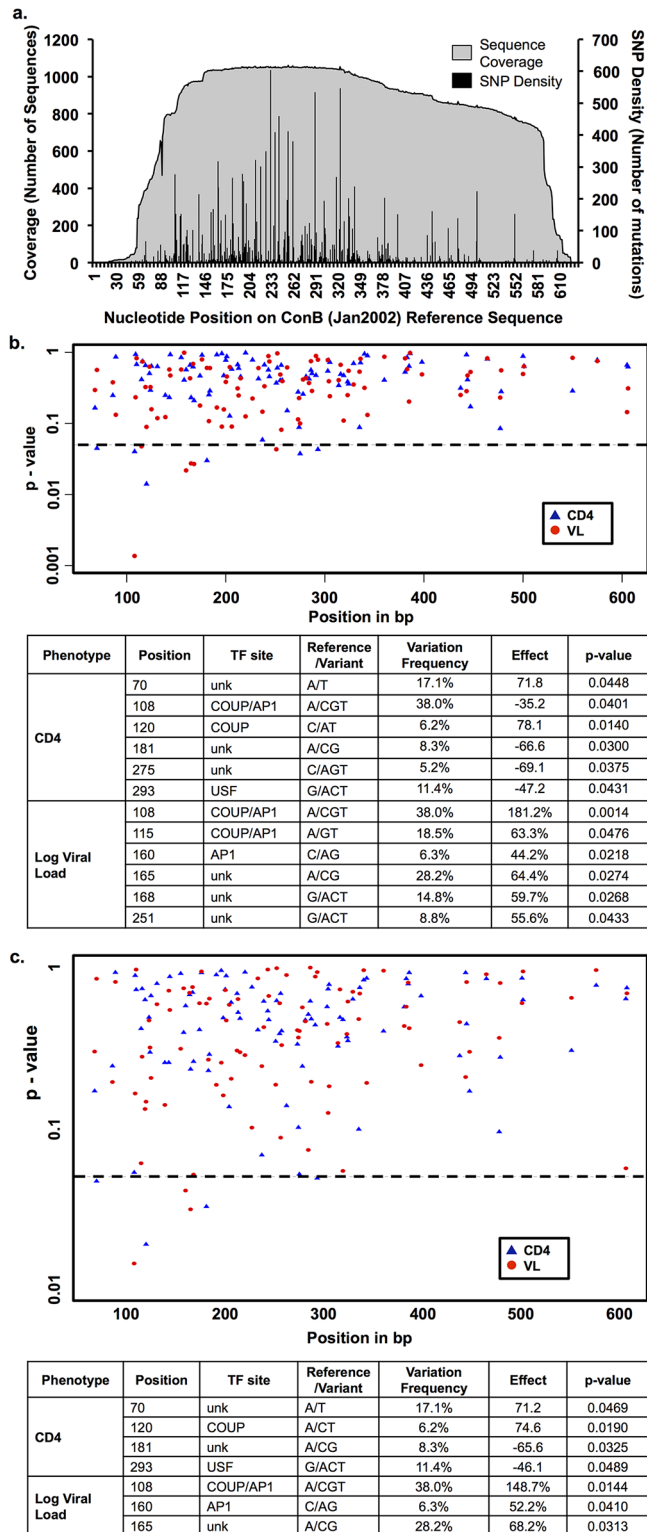 a.
1200
1000
800
600
400
200
0
Coverage (Number of Sequences)
700
600
500
400
300
200
100
0
SNP Density (Number of mutations)
Sequence Coverage
SNP Density
1 30 59 88 117 146 175 204 233 262 291 320 349 378 407 436 465 494 523 552 581 610
Nucleotide Position on ConB (Jan2002) Reference Sequence
b.
1
0.1
0.01
0.001
p - value
CD4
VL
100 200 300 400 500 600
Position in bp
Phenotype Position TF site Reference /Variant Variation Frequency Effect p-value
CD4
70 unk A/T 17.1% 71.8 0.0448
108 COUP/AP1 A/CGT 38.0% -35.2 0.0401
120 COUP C/AT 6.2% 78.1 0.0140
181 unk A/CG 8.3% -66.6 0.0300
275 unk C/AGT 5.2% -69.1 0.0375
293 USF G/ACT 11.4% -47.2 0.0431
Log Viral Load
108 COUP/AP1 A/CGT 38.0% 181.2% 0.0014
115 COUP/AP1 A/GT 18.5% 63.3% 0.0476
160 AP1 C/AG 6.3% 44.2% 0.0218
165 unk A/CG 28.2% 64.4% 0.0274
168 unk G/ACT 14.8% 59.7% 0.0268
251 unk G/ACT 8.8% 55.6% 0.0433
c.
1
0.1
0.01
p - value
CD4
VL
100 200 300 400 500 600
Position in bp
Phenotype Position TF site Reference /Variant Variation Frequency Effect p-value
CD4
70 unk A/T 17.1% 71.2 0.0469
120 COUP A/CT 6.2% 74.6 0.0190
181 unk A/CG 8.3% -65.6 0.0325
293 USF G/ACT 11.4% -46.1 0.0489
Log Viral Load
108 COUP/AP1 A/CGT 38.0% 148.7% 0.0144
160 AP1 C/AG 6.3% 52.2% 0.0410
165 unk A/CG 28.2% 68.2% 0.0313